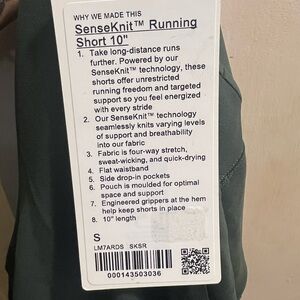 WHY WE MADE THIS
SenseKnit™ Running
Short 10"
1. Take long-distance runs
further. Powered by our
SenseKnit™ technology, these
shorts offer unrestricted
running freedom and targeted
support so you feel energized
with every stride
2. Our SenseKnit™ technology
seamlessly knits varying levels
of support and breathability
into our fabric
3. Fabric is four-way stretch,
sweat-wicking, and quick-drying
4. Flat waistband
5. Side drop-in pockets
6. Pouch is moulded for optimal
space and support
7. Engineered grippers at the hem
help keep shorts in place
8. 10" length
S
LM7ARDS SKSR
000143503036